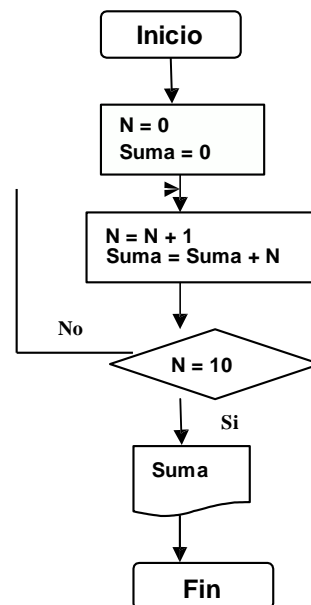 Inicio
N = 0
Suma = 0
N = N + 1
Suma = Suma + N
No
N = 10
Si
Suma
Fin